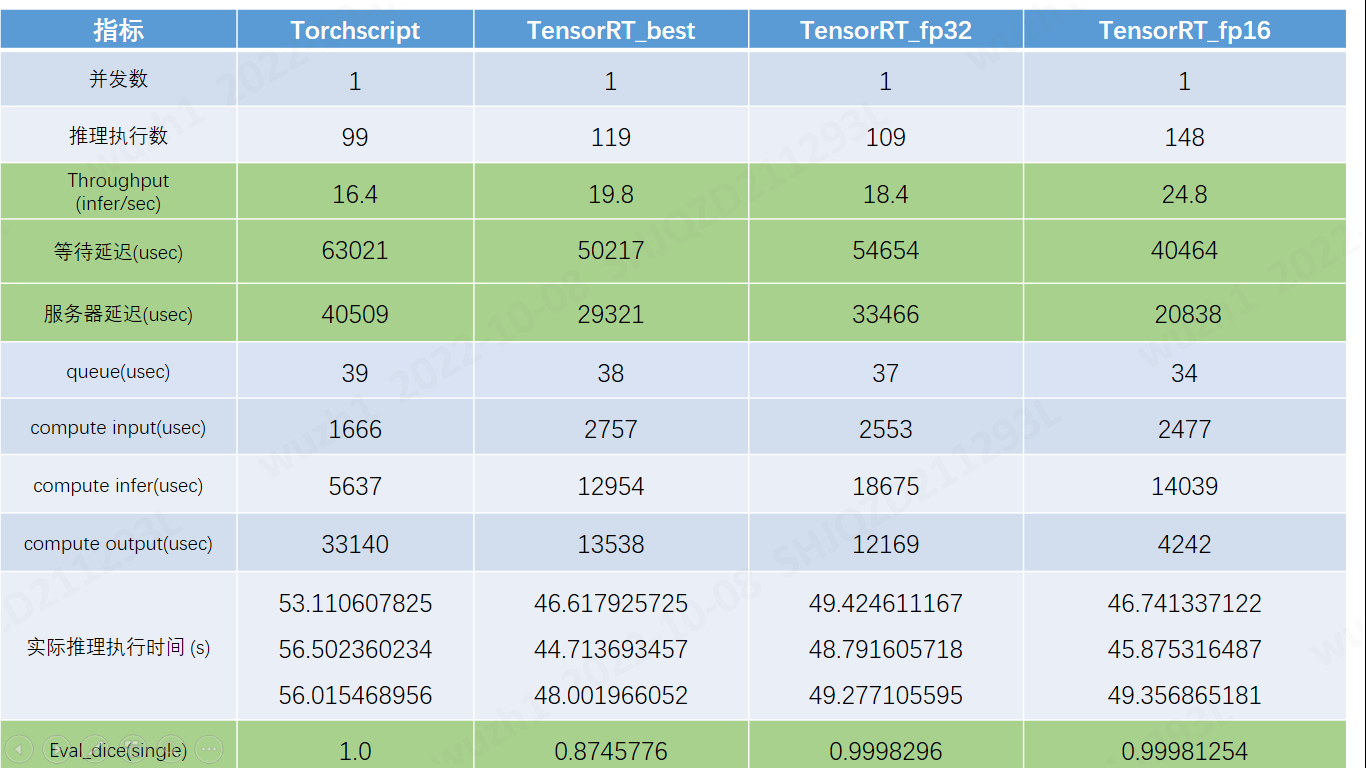 指标 Torchscript TensorRT_best TensorRT_fp32 TensorRT_fp16
并发数 1 1 1 1
推理执行数 99 119 109 148
Throughput
(infer/sec) 16.4 19.8 18.4 24.8
等待延迟(usec) 63021 50217 54654 40464
服务器延迟(usec) 40509 29321 33466 20838
queue(usec) 39 38 37 34
compute input(usec) 1666 2757 2553 2477
compute infer(usec) 5637 12954 18675 14039
compute output(usec) 33140 13538 12169 4242
实际推理执行时间 (s)
53.110607825 46.617925725 49.424611167 46.741337122
56.502360234 44.713693457 48.791605718 45.875316487
56.015468956 48.001966052 49.277105595 49.356865181
Eval_dice(single) 1.0 0.8745776 0.9998296 0.99981254
wuzh1 2022-10-08 SHJQZD211293L